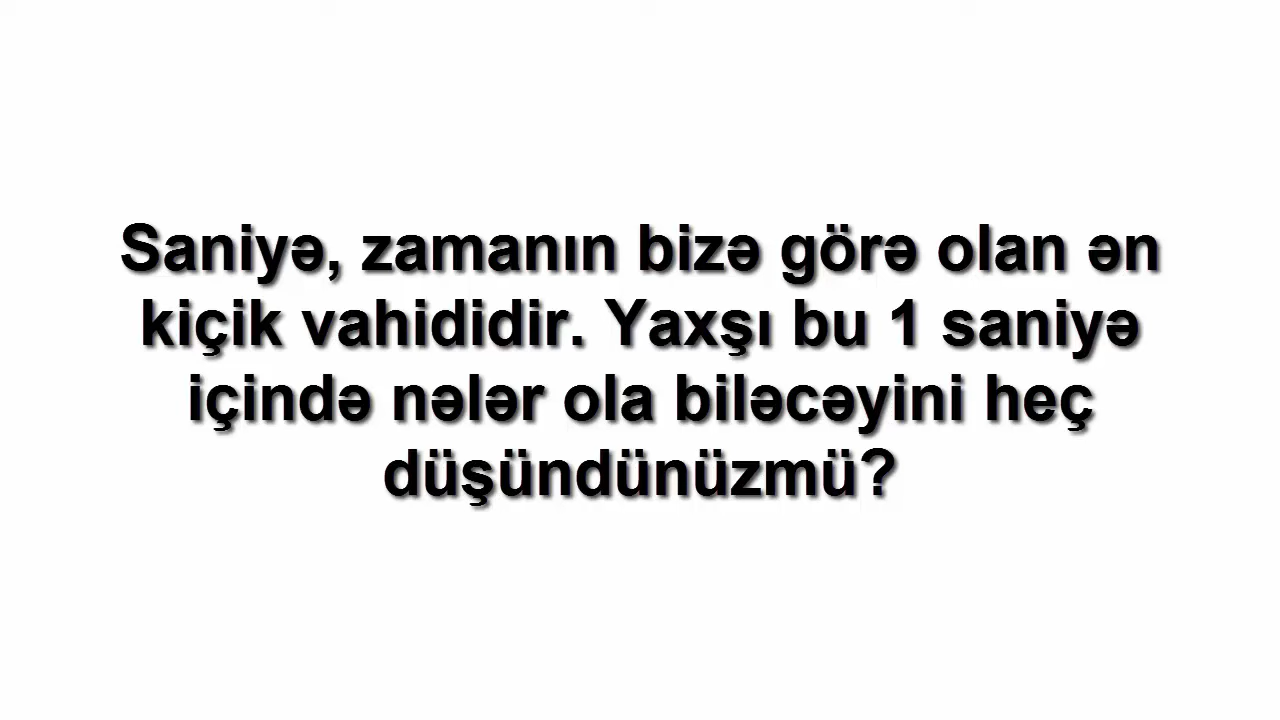 Saniyə, zamanın bizə görə olan ən
kiçik vahididir. Yaxşı bu 1 saniyə
içində nələr ola biləcəyini heç
düşündünüzmü?